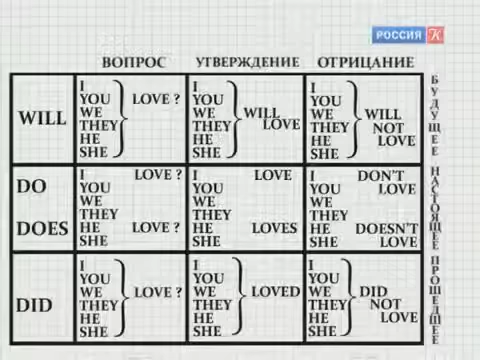 РОССИЯ К
ВОПРОС УТВЕРЖДЕНИЕ ОТРИЦАНИЕ
WILL
I
YOU
WE
THEY
HE
SHE
LOVE ?
I
YOU
WE
THEY
HE
SHE
WILL
LOVE
I
YOU
WE
THEY
HE
SHE
WILL
NOT
LOVE
БУДУЩЕЕ
DO
DOES
I
YOU
WE
THEY
HE
SHE
LOVE ?
LOVE ?
I
YOU
WE
THEY
HE
SHE
LOVE
LOVES
I
YOU
WE
THEY
HE
SHE
DON'T
LOVE
DOESN'T
LOVE
НАСТОЯЩЕЕ
DID
I
YOU
WE
THEY
HE
SHE
LOVE ?
I
YOU
WE
THEY
HE
SHE
LOVED
I
YOU
WE
THEY
HE
SHE
DID
NOT
LOVE
ПРОШЕДШЕЕ